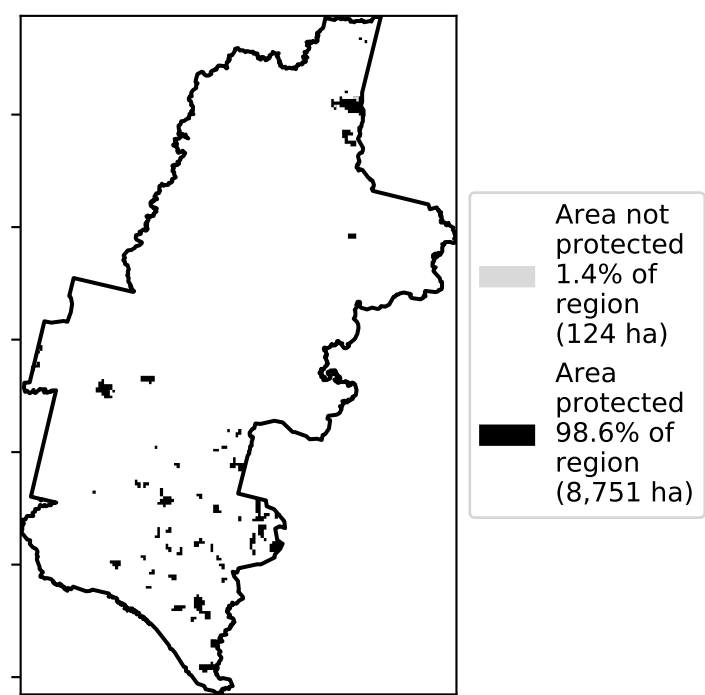 Area not
protected
1.4% of
region
(124 ha)
Area
protected
98.6% of
region
(8,751 ha)